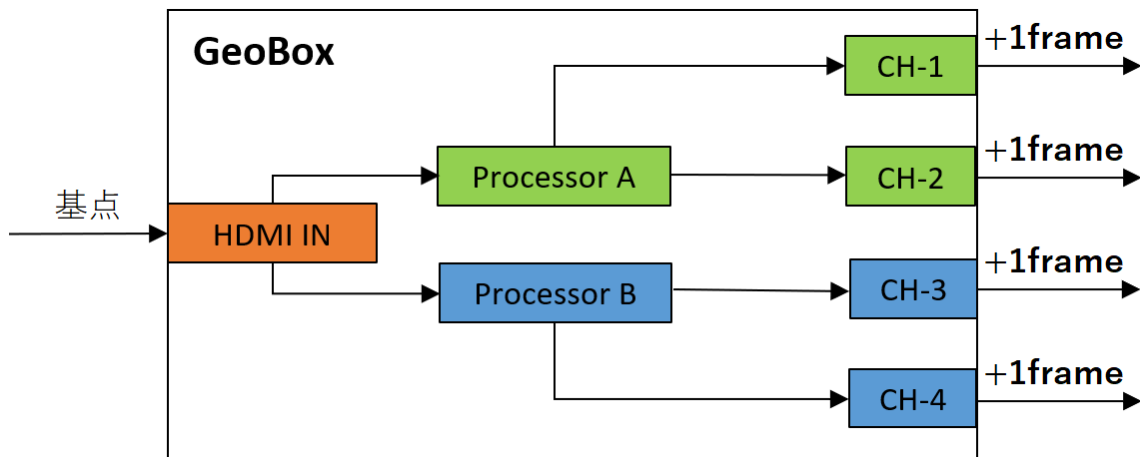 GeoBox
基点
HDMI IN
Processor A
Processor B
CH-1
+1frame
CH-2
+1frame
CH-3
+1frame
CH-4
+1frame